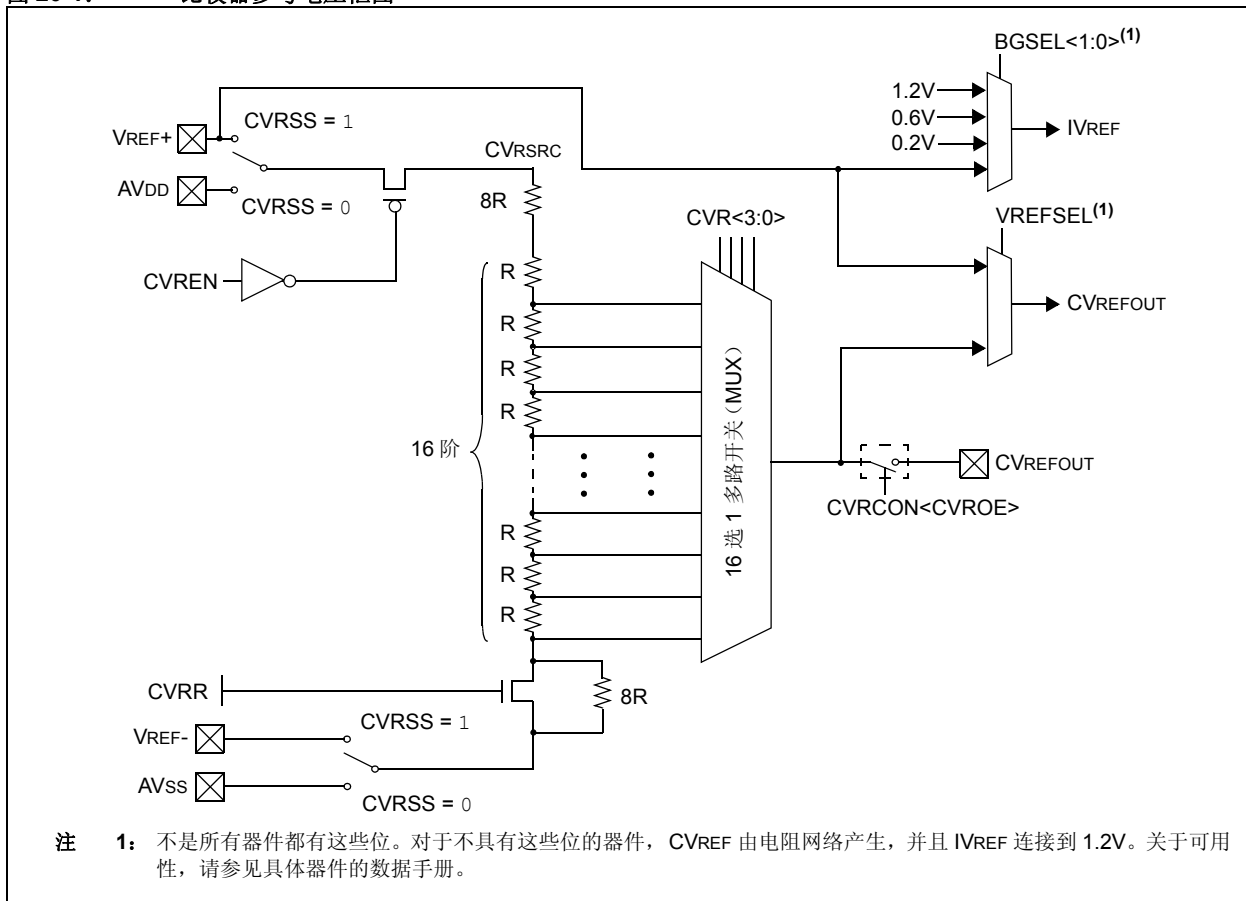 BGSEL<1:0>(1)
1.2V
0.6V
0.2V
IVREF
VREF+
CVRSS = 1
AVDD
CVRSS = 0
CVRSRC
8R
CVREN
CVR<3:0>
VREFSEL(1)
CVREFOUT
R
R
R
R
16 阶
16 选 1 多路开关（MUX）
CVREFOUT
CVRCON<CVROE>
R
R
R
CVRR
8R
VREF-
CVRSS = 1
AVSS
CVRSS = 0
注 1： 不是所有器件都有这些位。对于不具有这些位的器件，CVREF 由电阻网络产生，并且 IVREF 连接到 1.2V。关于可用
性，请参见具体器件的数据手册。